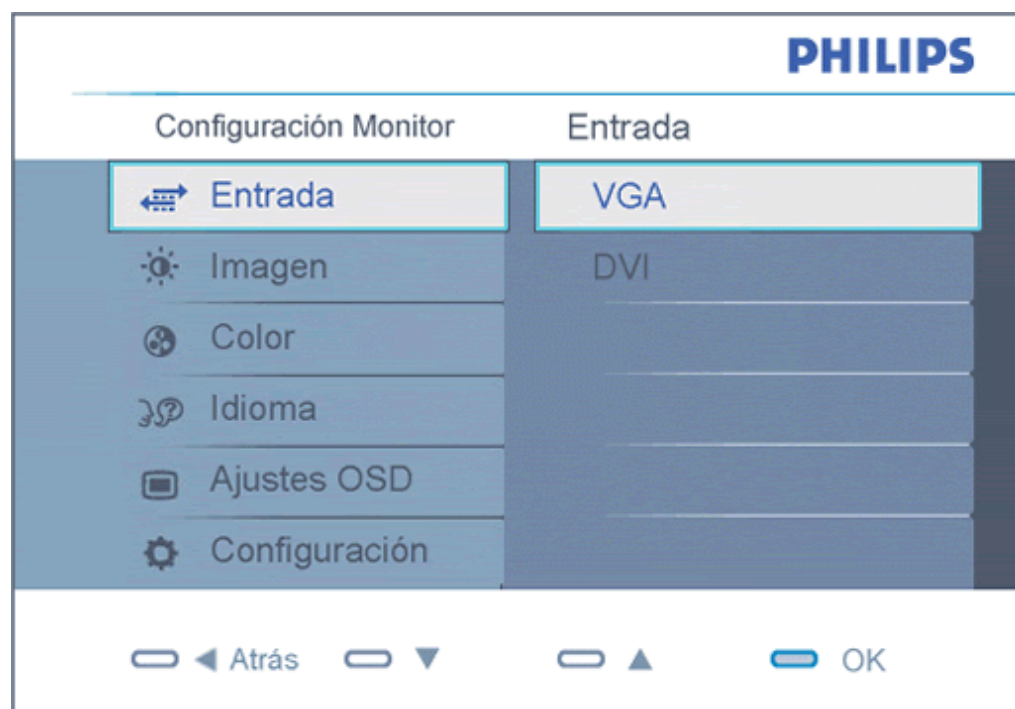 PHILIPS
Configuración Monitor
Entrada
Entrada
VGA
Imagen
DVI
Color
Idioma
Ajustes OSD
Configuración
Atrás
OK